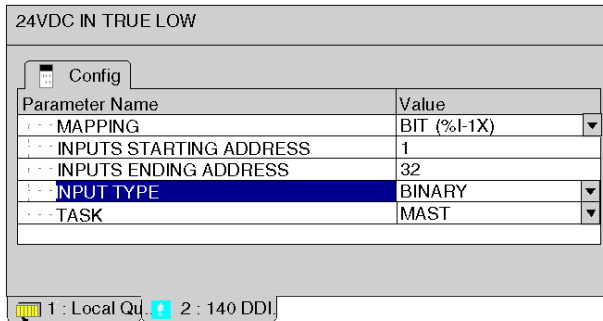 24VDC IN TRUE LOW
Config
Parameter Name Value
MAPPING BIT (%I-1X)
INPUTS STARTING ADDRESS 1
INPUTS ENDING ADDRESS 32
INPUT TYPE BINARY
TASK MAST
1 : Local Qu... 2 : 140 DDI.